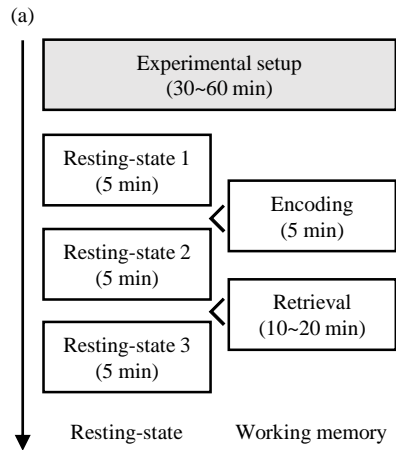 (a)
Experimental setup
(30~60 min)
Resting-state 1
(5 min)
Encoding
(5 min)
Resting-state 2
(5 min)
Retrieval
(10~20 min)
Resting-state 3
(5 min)
Resting-state
Working memory